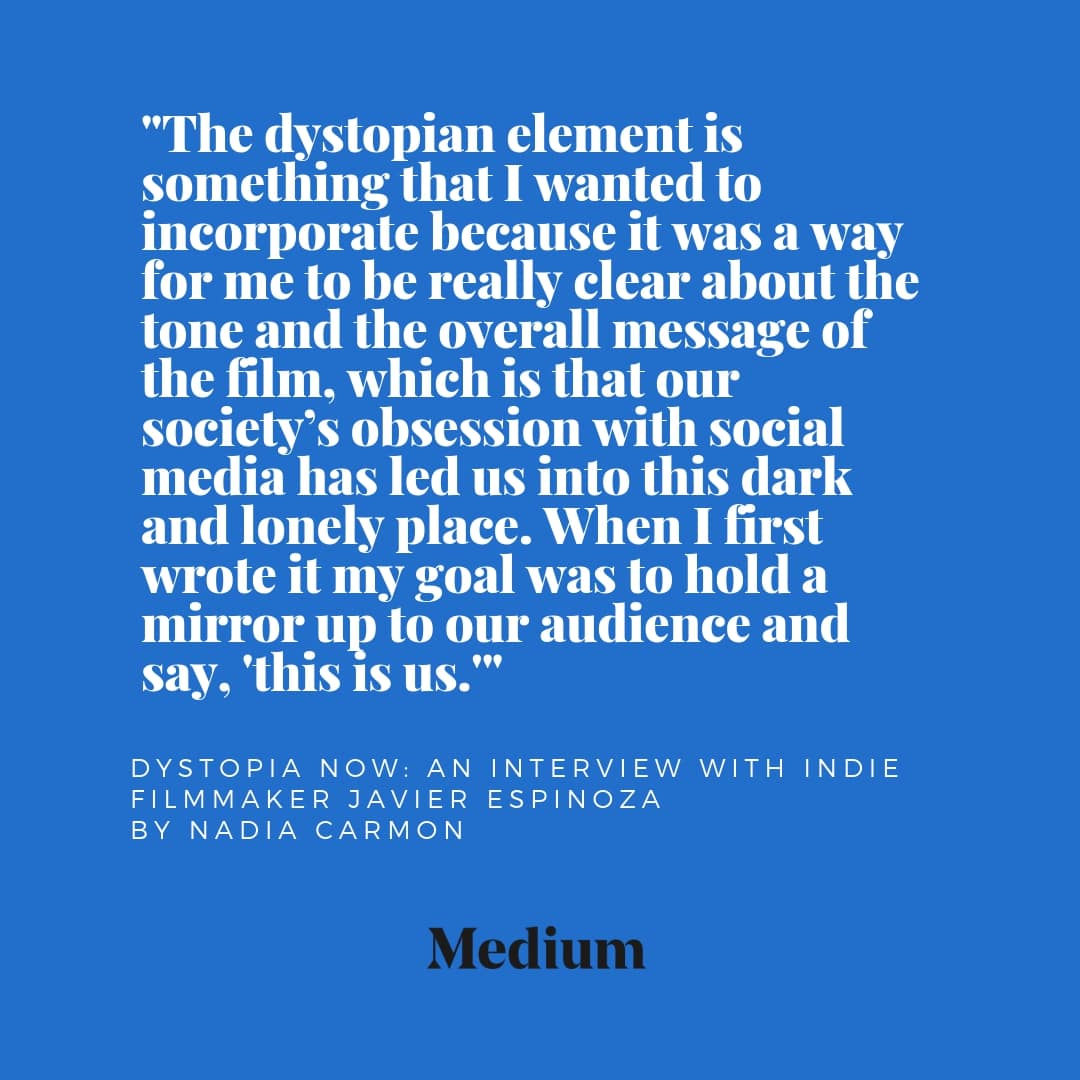 "The dystopian element is
something that I wanted to
incorporate because it was a way
for me to be really clear about the
tone and the overall message of
the film, which is that our
society’s obsession with social
media has led us into this dark
and lonely place. When I first
wrote it my goal was to hold a
mirror up to our audience and
say, 'this is us.'"
DYSTOPIA NOW: AN INTERVIEW WITH INDIE
FILMMAKER JAVIER ESPINOZA
BY NADIA CARMON
Medium